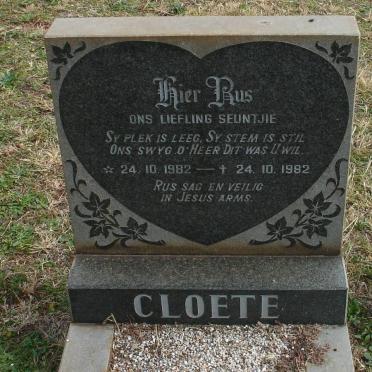 Hier Rus
ONS LIEFLING SEUNTJIE
SY PLEK IS LEEG, SY STEM IS STIL
ONS SWYG O' HEER DIT WAS U WIL.
☆ 24. 10. 1982 — † 24. 10. 1982
RUS SAG EN VEILIG
IN JESUS ARMS.
CLOETE